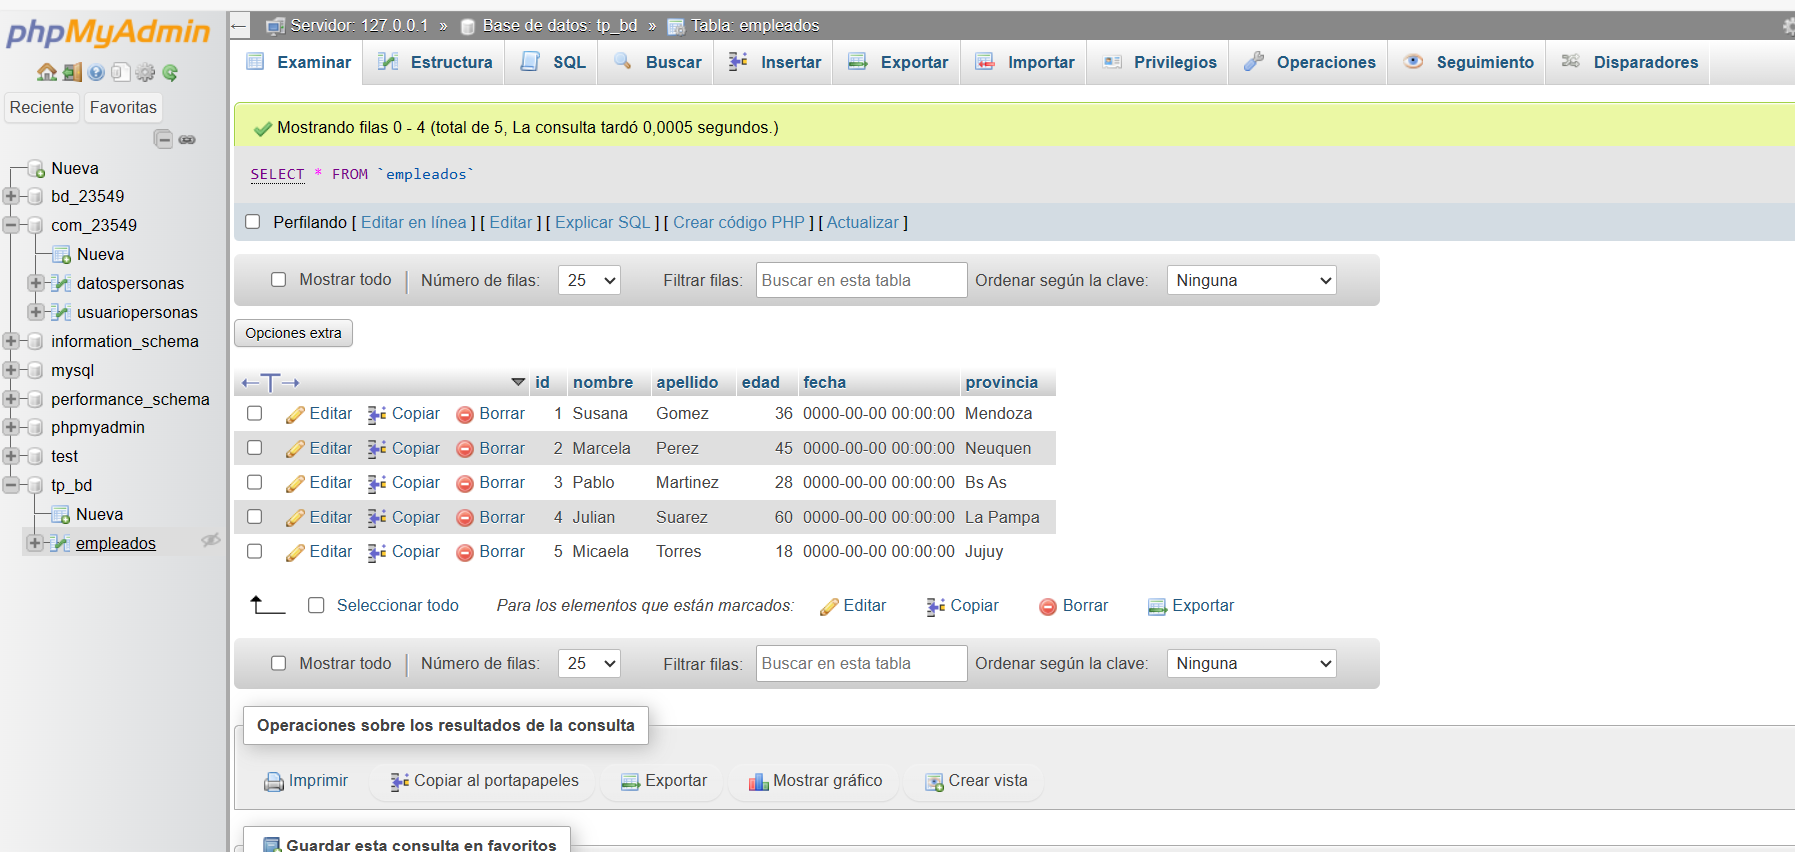 phpMyAdmin
Reciente Favoritas
Nueva
bd_23549
com_23549
Nueva
datospersonas
usuariopersonas
information_schema
mysql
performance_schema
phpmyadmin
test
tp_bd
Nueva
empleados
Servidor: 127.0.0.1 » Base de datos: tp_bd » Tabla: empleados
Examinar Estructura SQL Buscar Insertar Exportar Importar Privilegios Operaciones Seguimiento Disparadores
Mostrando filas 0 - 4 (total de 5, La consulta tardó 0,0005 segundos.)
SELECT * FROM `empleados`
Perfilando [ Editar en línea ] [ Editar ] [ Explicar SQL ] [ Crear código PHP ] [ Actualizar ]
Mostrar todo | Número de filas: 25 Filtrar filas: Buscar en esta tabla Ordenar según la clave: Ninguna
Opciones extra
←T→ id nombre apellido edad fecha provincia
Editar Copiar Borrar 1 Susana Gomez 36 0000-00-00 00:00:00 Mendoza
Editar Copiar Borrar 2 Marcela Perez 45 0000-00-00 00:00:00 Neuquen
Editar Copiar Borrar 3 Pablo Martinez 28 0000-00-00 00:00:00 Bs As
Editar Copiar Borrar 4 Julian Suarez 60 0000-00-00 00:00:00 La Pampa
Editar Copiar Borrar 5 Micaela Torres 18 0000-00-00 00:00:00 Jujuy
Seleccionar todo Para los elementos que están marcados: Editar Copiar Borrar Exportar
Mostrar todo | Número de filas: 25 Filtrar filas: Buscar en esta tabla Ordenar según la clave: Ninguna
Operaciones sobre los resultados de la consulta
Imprimir Copiar al portapapeles Exportar Mostrar gráfico Crear vista
Guardar esta consulta en favoritos